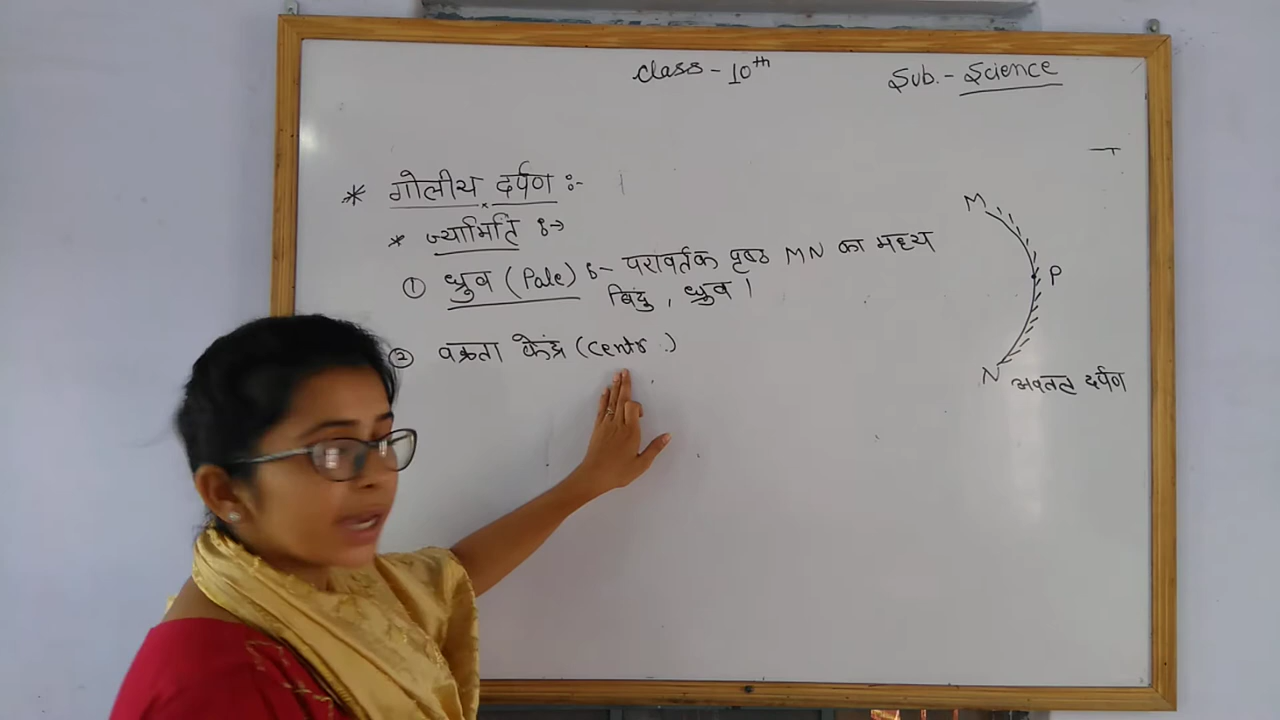 Class - 10th
Sub. - Science
* गोलीय दर्पण :-
* ज्यामिति :→
① ध्रुव (Pole) :- परावर्तक पृष्ठ MN का मध्य
बिंदु, ध्रुव।
② वक्रता केंद्र (Centr .)
M
P
N
अवतल दर्पण